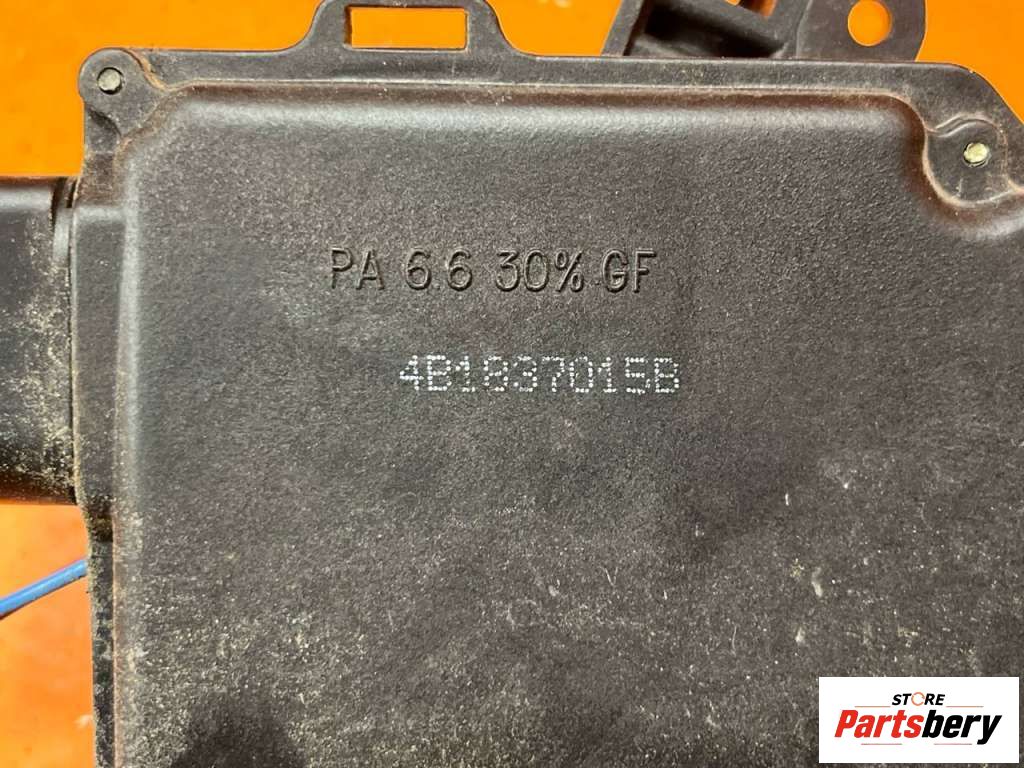 PA 6.6 30% GF
4B1837015B
STORE
Partsbery